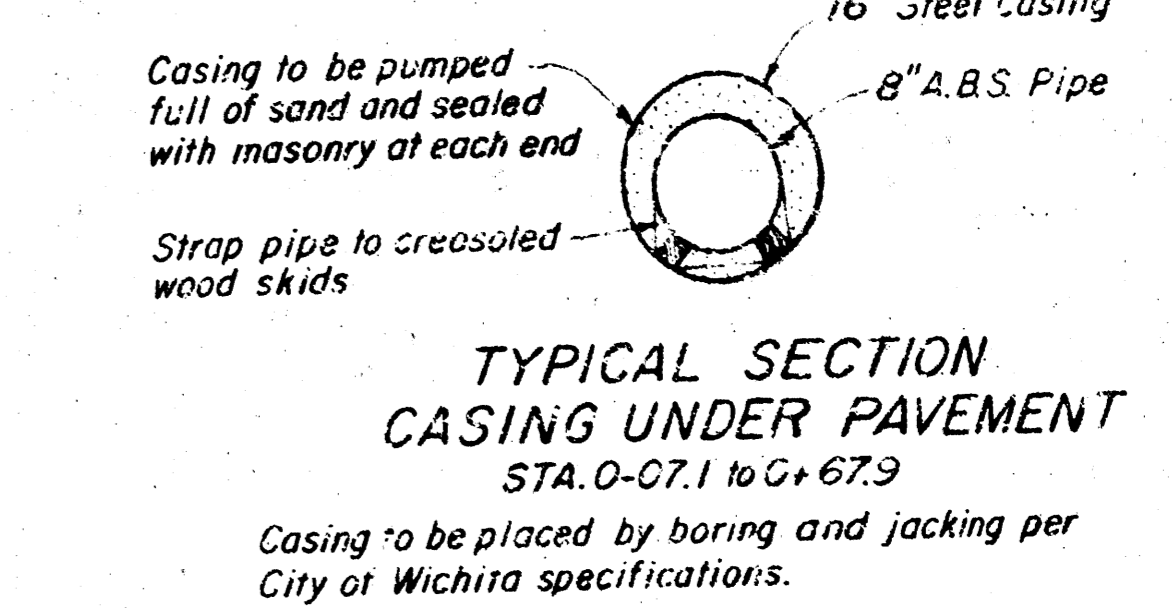 16" Steel Casing
Casing to be pumped
full of sand and sealed
with masonry at each end
8" A.B.S. Pipe
Strap pipe to creosoted
wood skids
TYPICAL SECTION
CASING UNDER PAVEMENT
STA. 0-07.1 to 0+67.9
Casing to be placed by boring and jacking per
City of Wichita specifications.